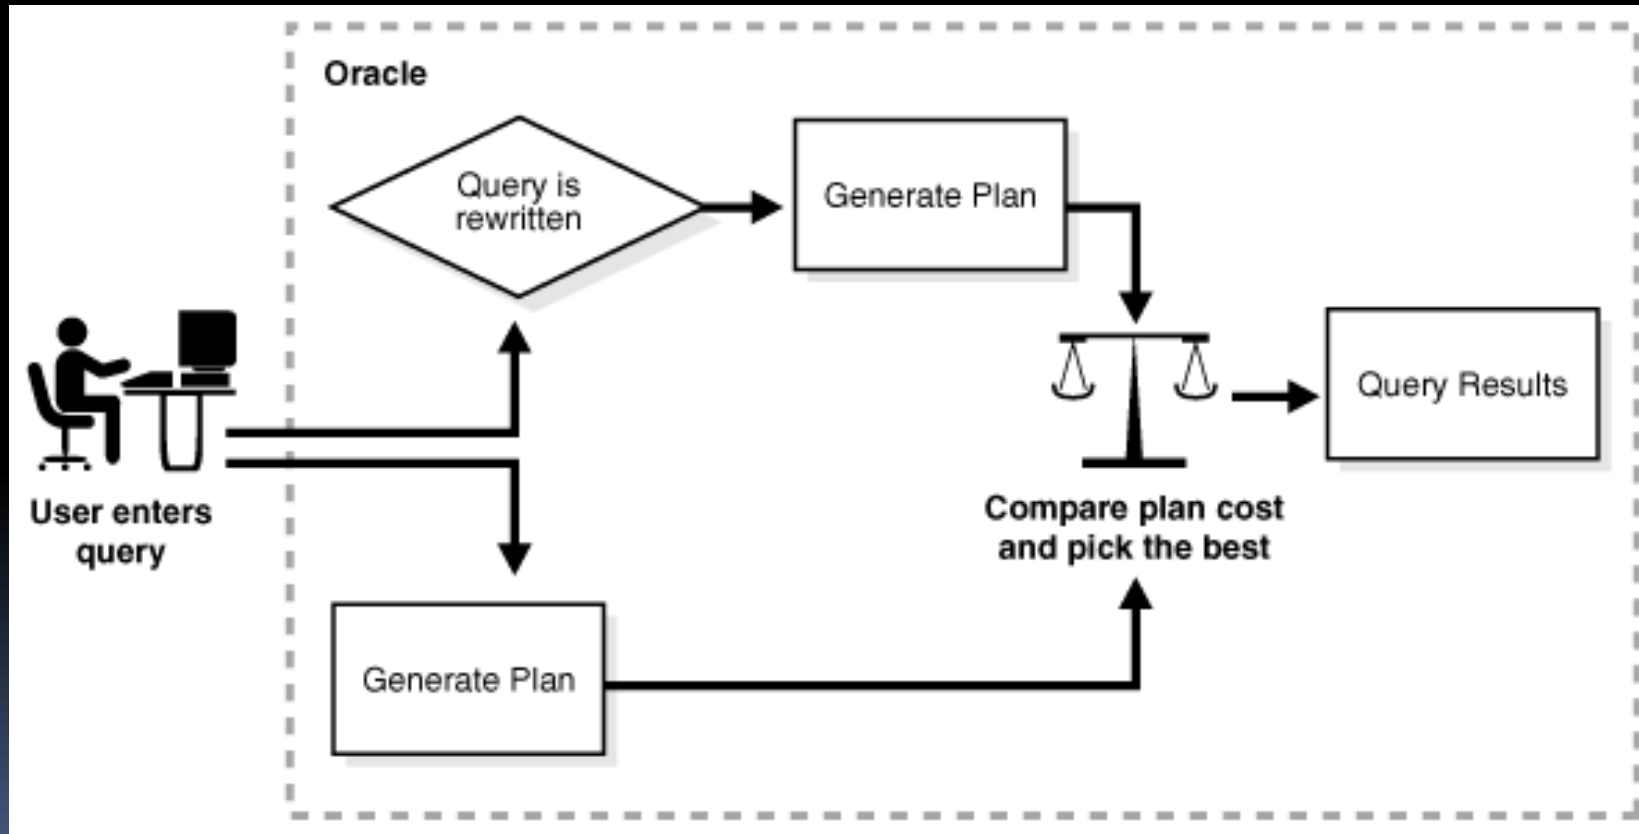 Oracle
Query is
rewritten
Generate Plan
Query Results
User enters
query
Compare plan cost
and pick the best
Generate Plan